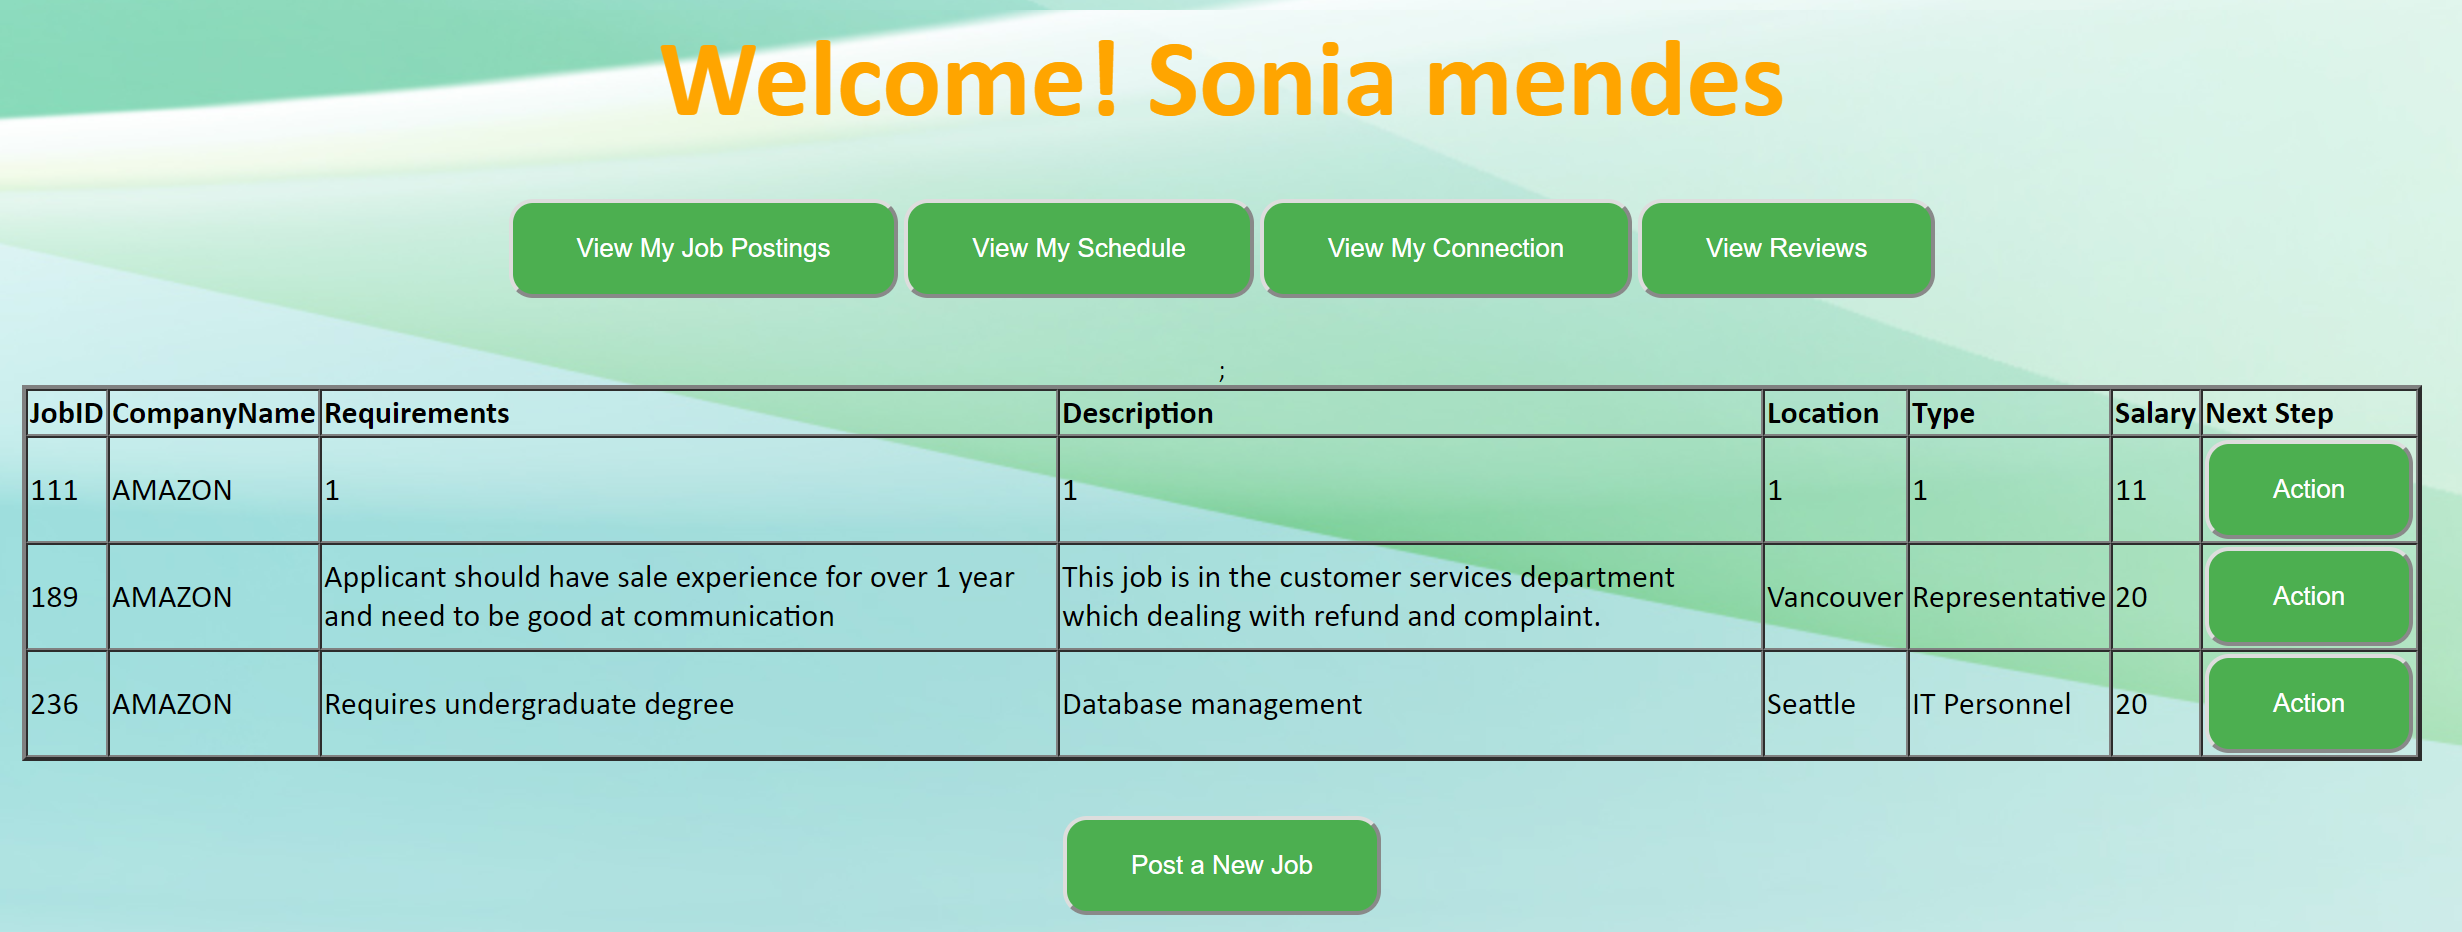 Welcome! Sonia mendes
View My Job Postings View My Schedule View My Connection View Reviews
;
JobID CompanyName Requirements Description Location Type Salary Next Step
111 AMAZON 1 1 1 1 11 Action
189 AMAZON Applicant should have sale experience for over 1 year and need to be good at communication This job is in the customer services department which dealing with refund and complaint. Vancouver Representative 20 Action
236 AMAZON Requires undergraduate degree Database management Seattle IT Personnel 20 Action
Post a New Job